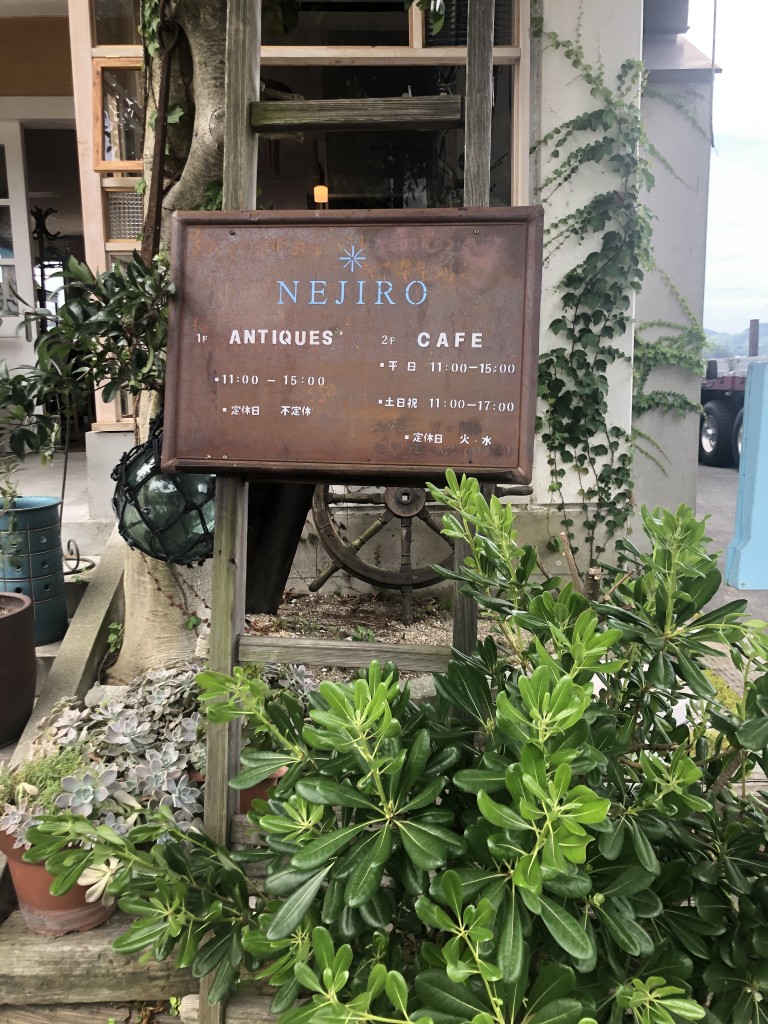 NEJIRO
1F ANTIQUES
▪11:00 — 15:00
▪定休日 不定休
2F CAFE
▪平日 11:00—15:00
▪土日祝 11:00—17:00
▪定休日 火・水